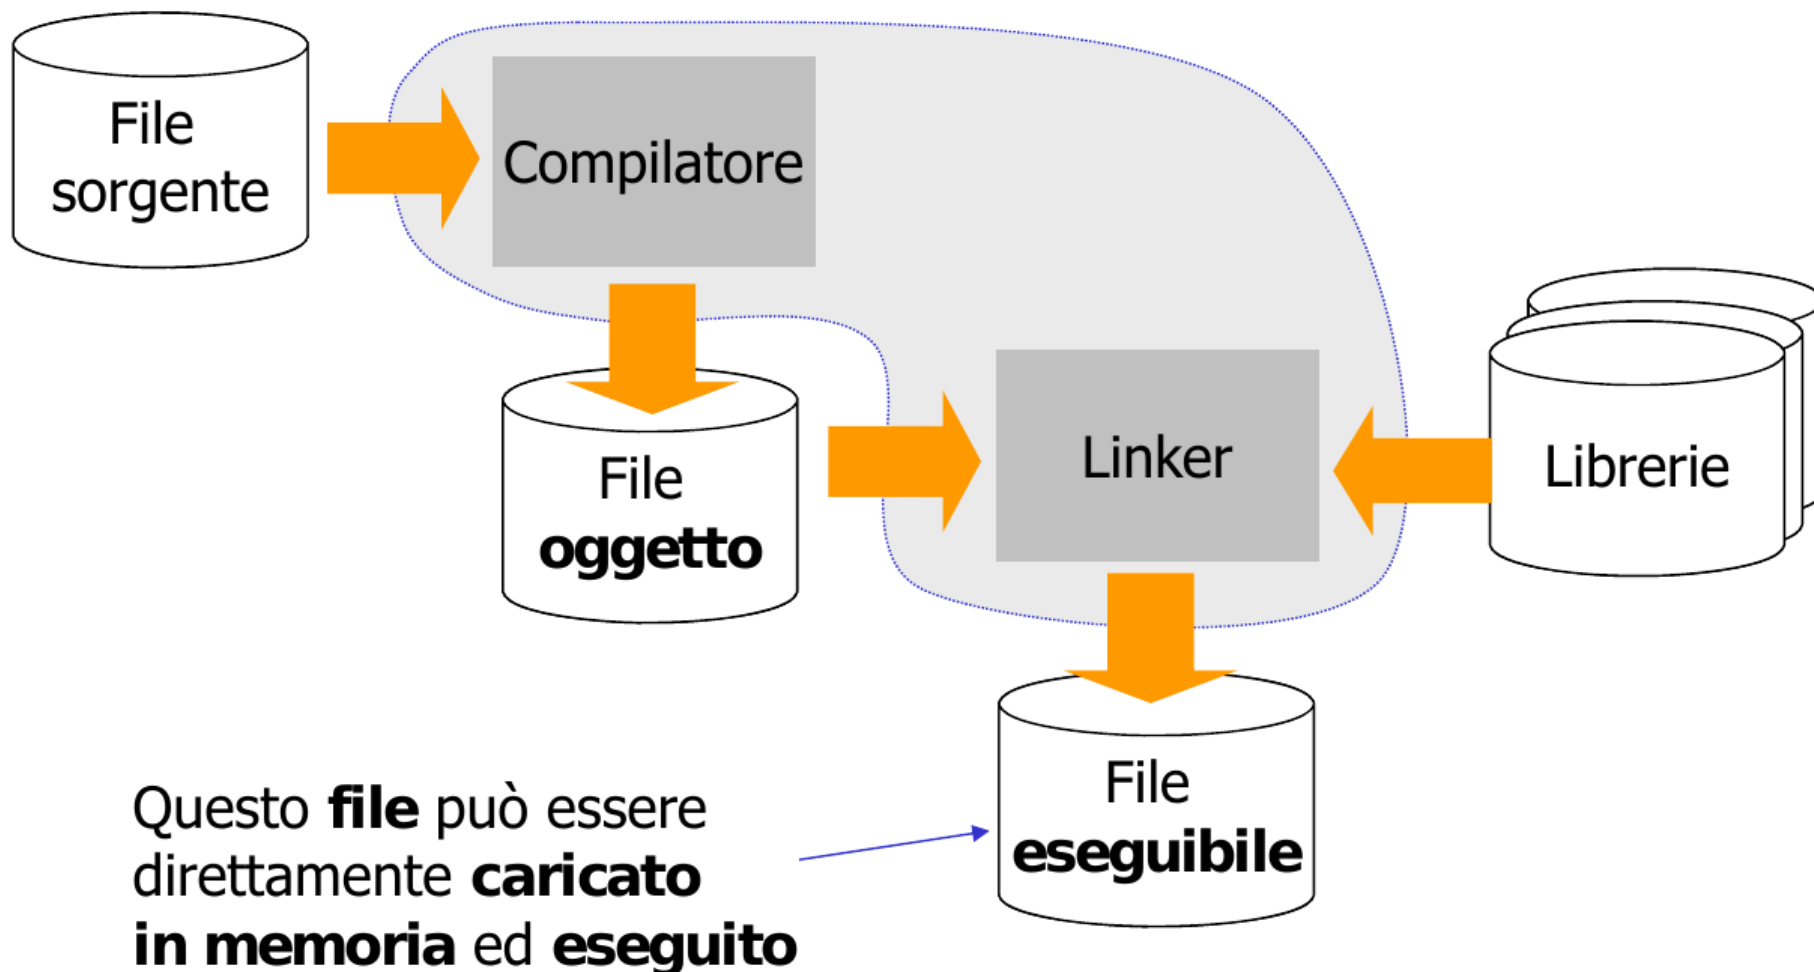 File
sorgente
Compilatore
File
oggetto
Linker
Librerie
File
eseguibile
Questo file può essere
direttamente caricato
in memoria ed eseguito